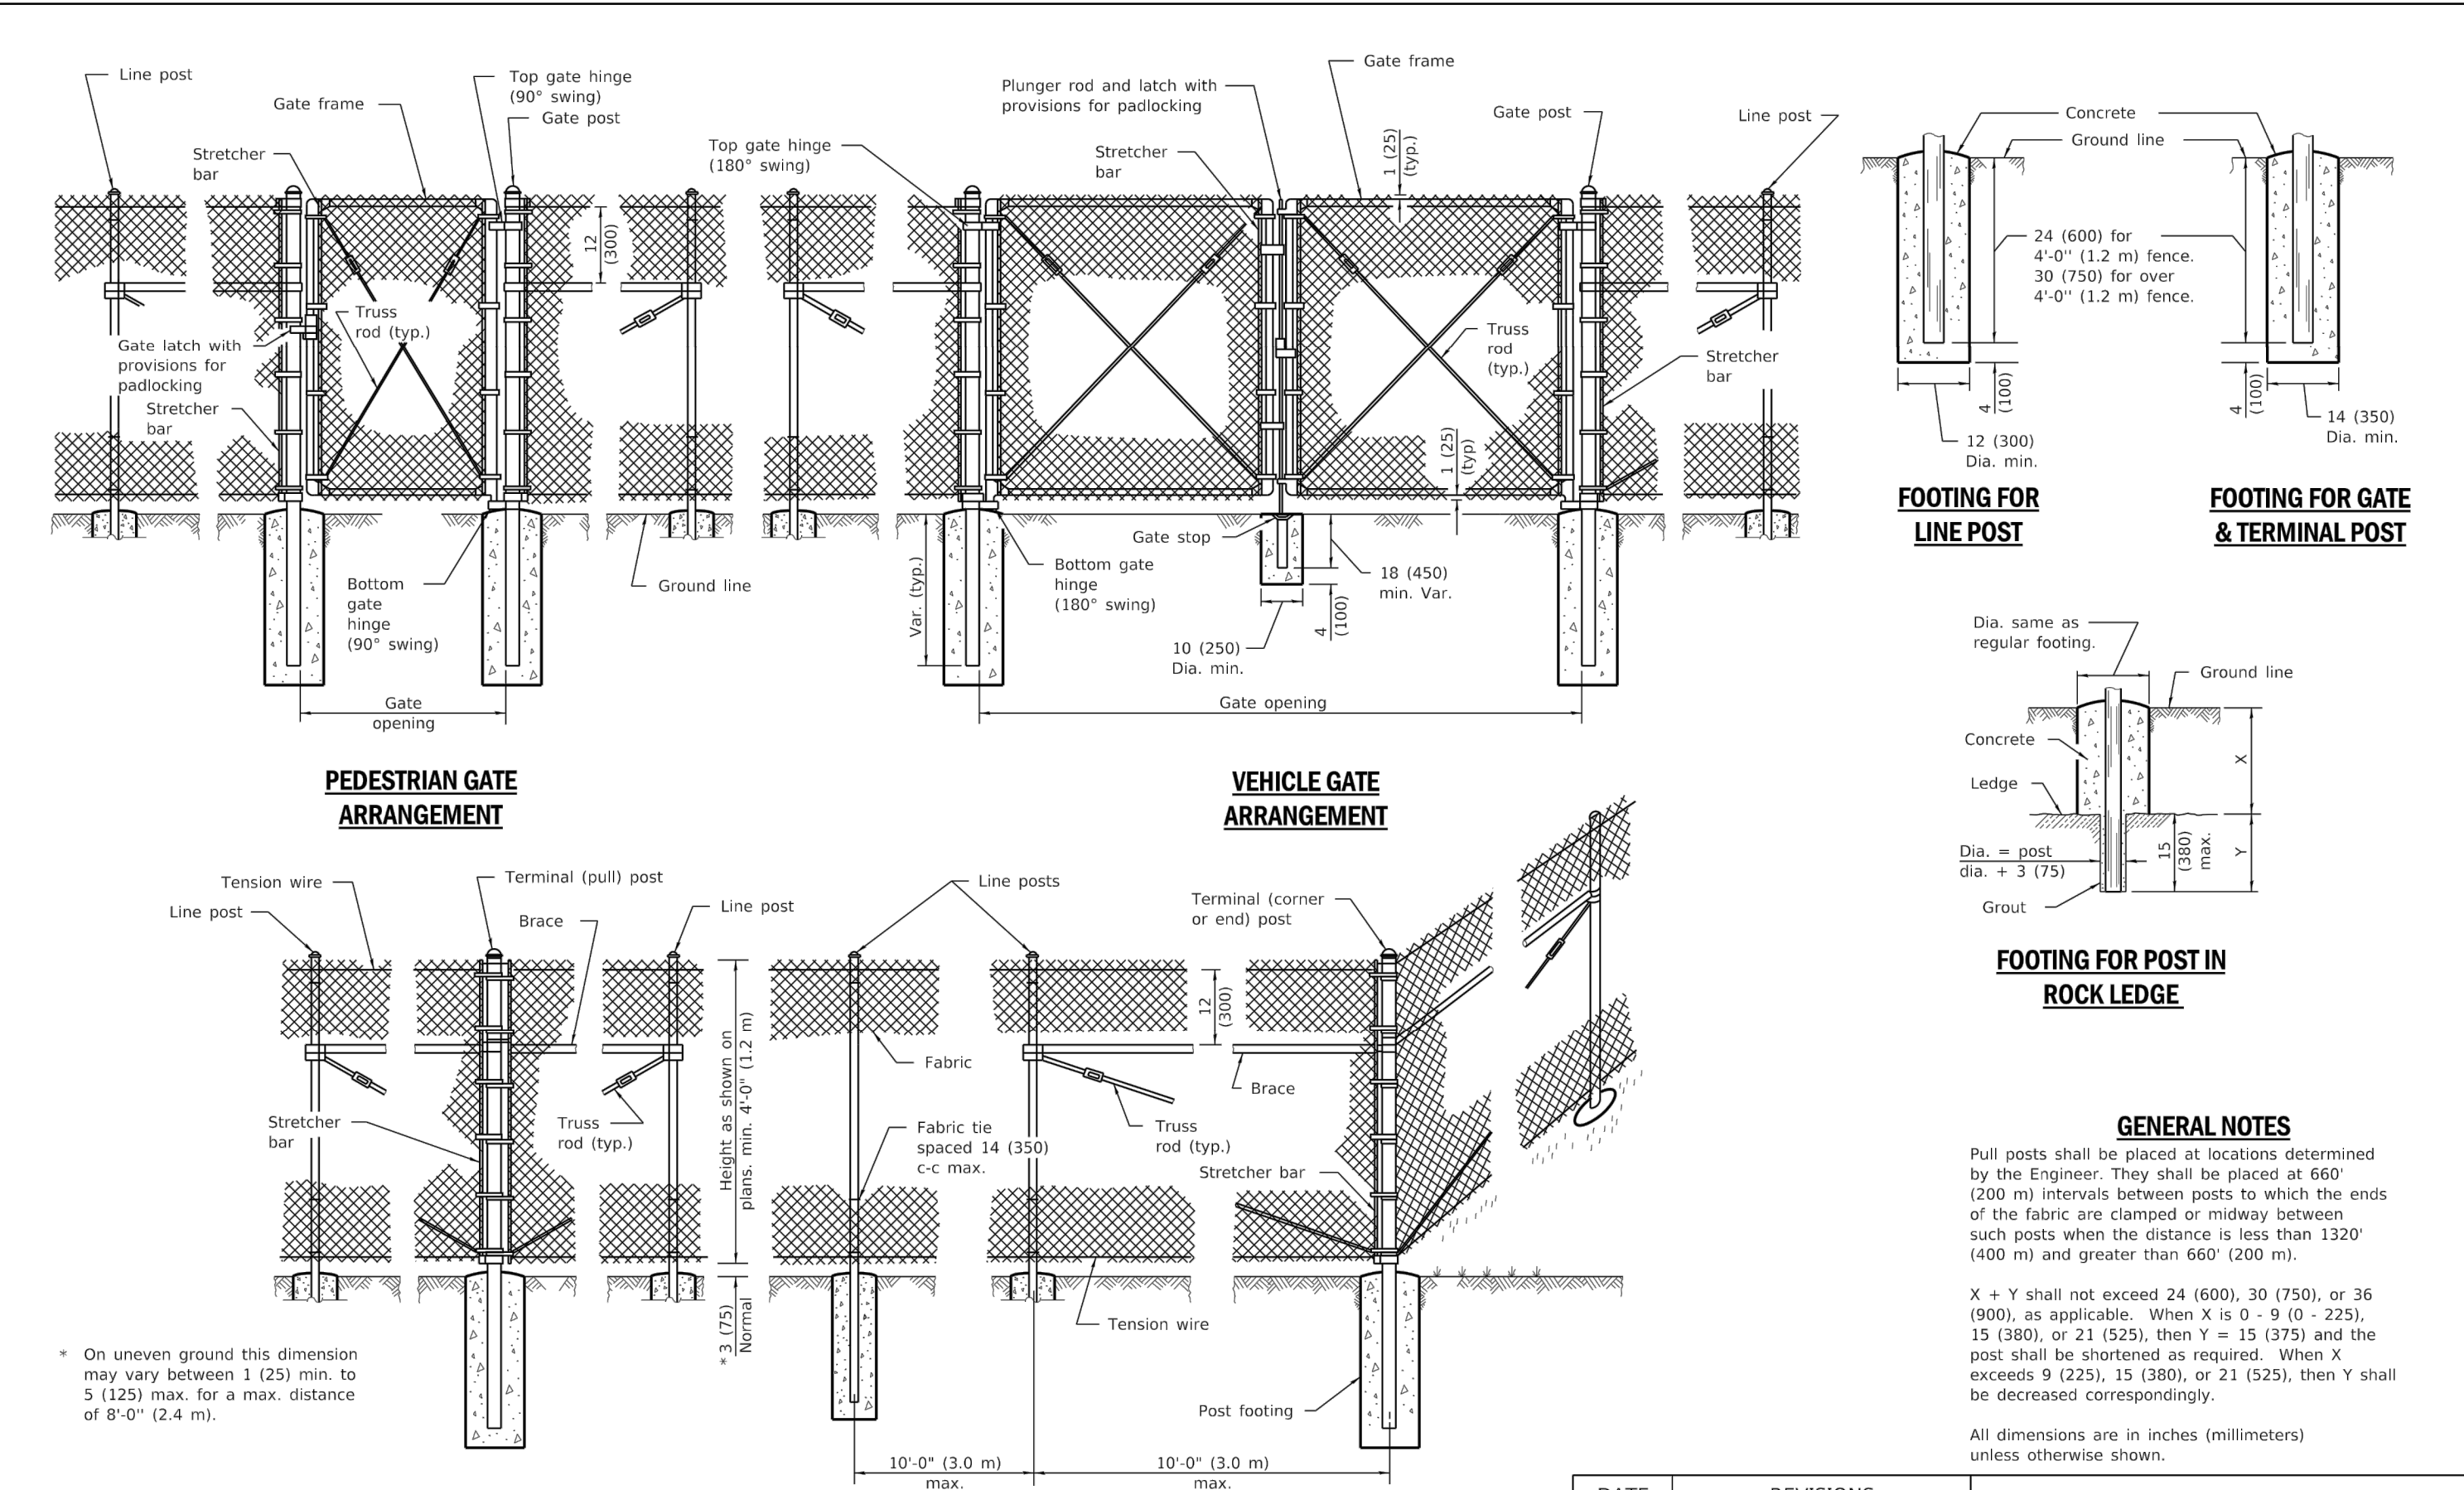 Line post
Gate frame
Top gate hinge
(90° swing)
Gate post
Stretcher
bar
12
(300)
Truss
rod (typ.)
Gate latch with
provisions for
padlocking
Stretcher
bar
Bottom
gate
hinge
(90° swing)
Ground line
Gate
opening
PEDESTRIAN GATE
ARRANGEMENT
Plunger rod and latch with
provisions for padlocking
Gate frame
Gate post
Line post
Top gate hinge
(180° swing)
Stretcher
bar
1 (25)
(typ.)
Truss
rod
(typ.)
Stretcher
bar
1 (25)
(typ)
Gate stop
Bottom gate
hinge
(180° swing)
Var. (typ.)
18 (450)
min. Var.
4
(100)
10 (250)
Dia. min.
Gate opening
VEHICLE GATE
ARRANGEMENT
Concrete
Ground line
24 (600) for
4'-0'' (1.2 m) fence.
30 (750) for over
4'-0'' (1.2 m) fence.
4
(100)
12 (300)
Dia. min.
4
(100)
14 (350)
Dia. min.
FOOTING FOR
LINE POST
FOOTING FOR GATE
& TERMINAL POST
Dia. same as
regular footing.
Ground line
Concrete
X
Ledge
Dia. = post
dia. + 3 (75)
15
(380)
max.
Y
Grout
FOOTING FOR POST IN
ROCK LEDGE
Tension wire
Line post
Terminal (pull) post
Brace
Line post
Stretcher
bar
Truss
rod (typ.)
Height as shown on
plans. min. 4'-0" (1.2 m)
* 3 (75)
Normal
Line posts
Fabric
Fabric tie
spaced 14 (350)
c-c max.
12
(300)
Truss
rod (typ.)
Terminal (corner
or end) post
Brace
Stretcher bar
Tension wire
Post footing
10'-0" (3.0 m)
max.
10'-0" (3.0 m)
max.
* On uneven ground this dimension
may vary between 1 (25) min. to
5 (125) max. for a max. distance
of 8'-0'' (2.4 m).
GENERAL NOTES
Pull posts shall be placed at locations determined
by the Engineer. They shall be placed at 660'
(200 m) intervals between posts to which the ends
of the fabric are clamped or midway between
such posts when the distance is less than 1320'
(400 m) and greater than 660' (200 m).
X + Y shall not exceed 24 (600), 30 (750), or 36
(900), as applicable. When X is 0 - 9 (0 - 225),
15 (380), or 21 (525), then Y = 15 (375) and the
post shall be shortened as required. When X
exceeds 9 (225), 15 (380), or 21 (525), then Y shall
be decreased correspondingly.
All dimensions are in inches (millimeters)
unless otherwise shown.
DATE
REVISIONS